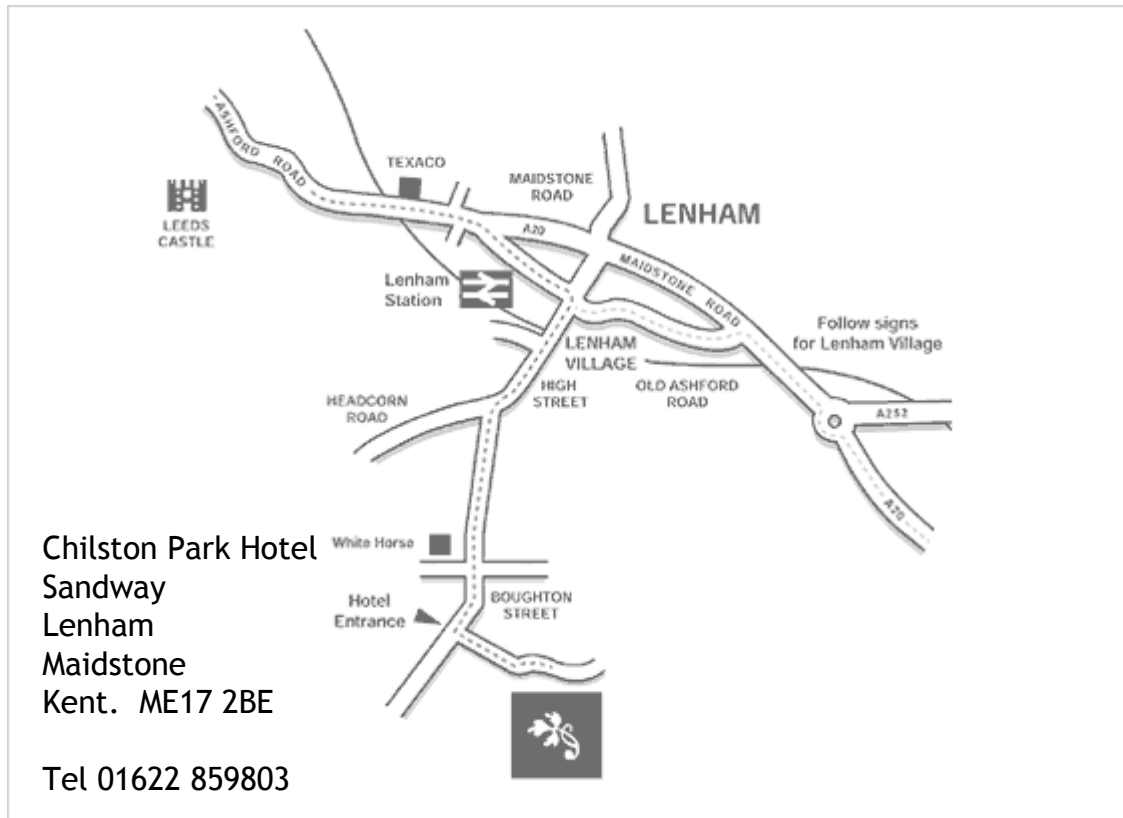 ASHFORD ROAD
TEXACO
MAIDSTONE
ROAD
LENHAM
LEEDS
CASTLE
A20
MAIDSTONE ROAD
Lenham
Station
Follow signs
for Lenham Village
LENHAM
VILLAGE
HIGH
STREET
OLD ASHFORD
ROAD
HEADCORN
ROAD
A252
A20
White Horse
BOUGHTON
STREET
Hotel
Entrance
Chilston Park Hotel
Sandway
Lenham
Maidstone
Kent. ME17 2BE
Tel 01622 859803